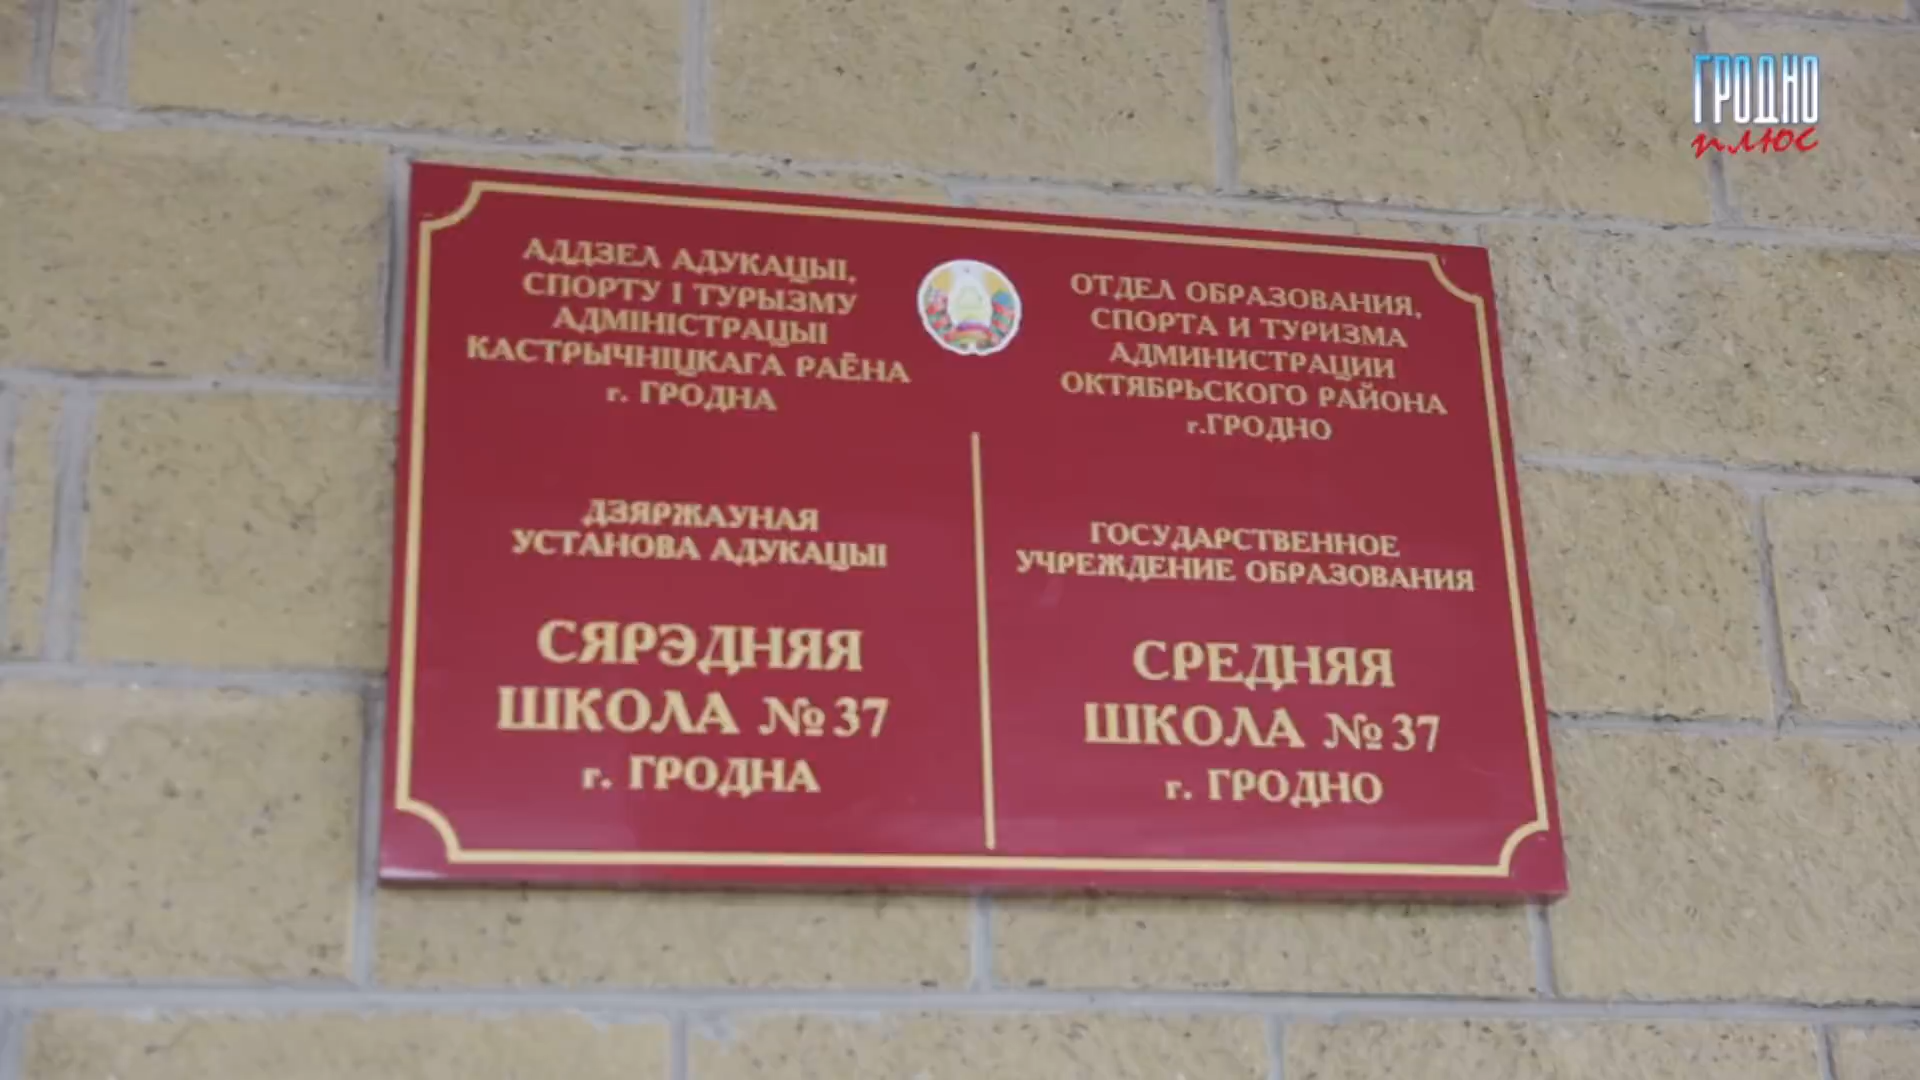 ГРОДНО
плюс
АДДЗЕЛ АДУКАЦЫІ,
СПОРТУ І ТУРЫЗМУ
АДМІНІСТРАЦЫІ
КАСТРЫЧНІЦКАГА РАЁНА
г. ГРОДНА
ДЗЯРЖАУНАЯ
УСТАНОВА АДУКАЦЫІ
СЯРЭДНЯЯ
ШКОЛА №37
г. ГРОДНА
ОТДЕЛ ОБРАЗОВАНИЯ,
СПОРТА И ТУРИЗМА
АДМИНИСТРАЦИИ
ОКТЯБРЬСКОГО РАЙОНА
г.ГРОДНО
ГОСУДАРСТВЕННОЕ
УЧРЕЖДЕНИЕ ОБРАЗОВАНИЯ
СРЕДНЯЯ
ШКОЛА №37
г. ГРОДНО